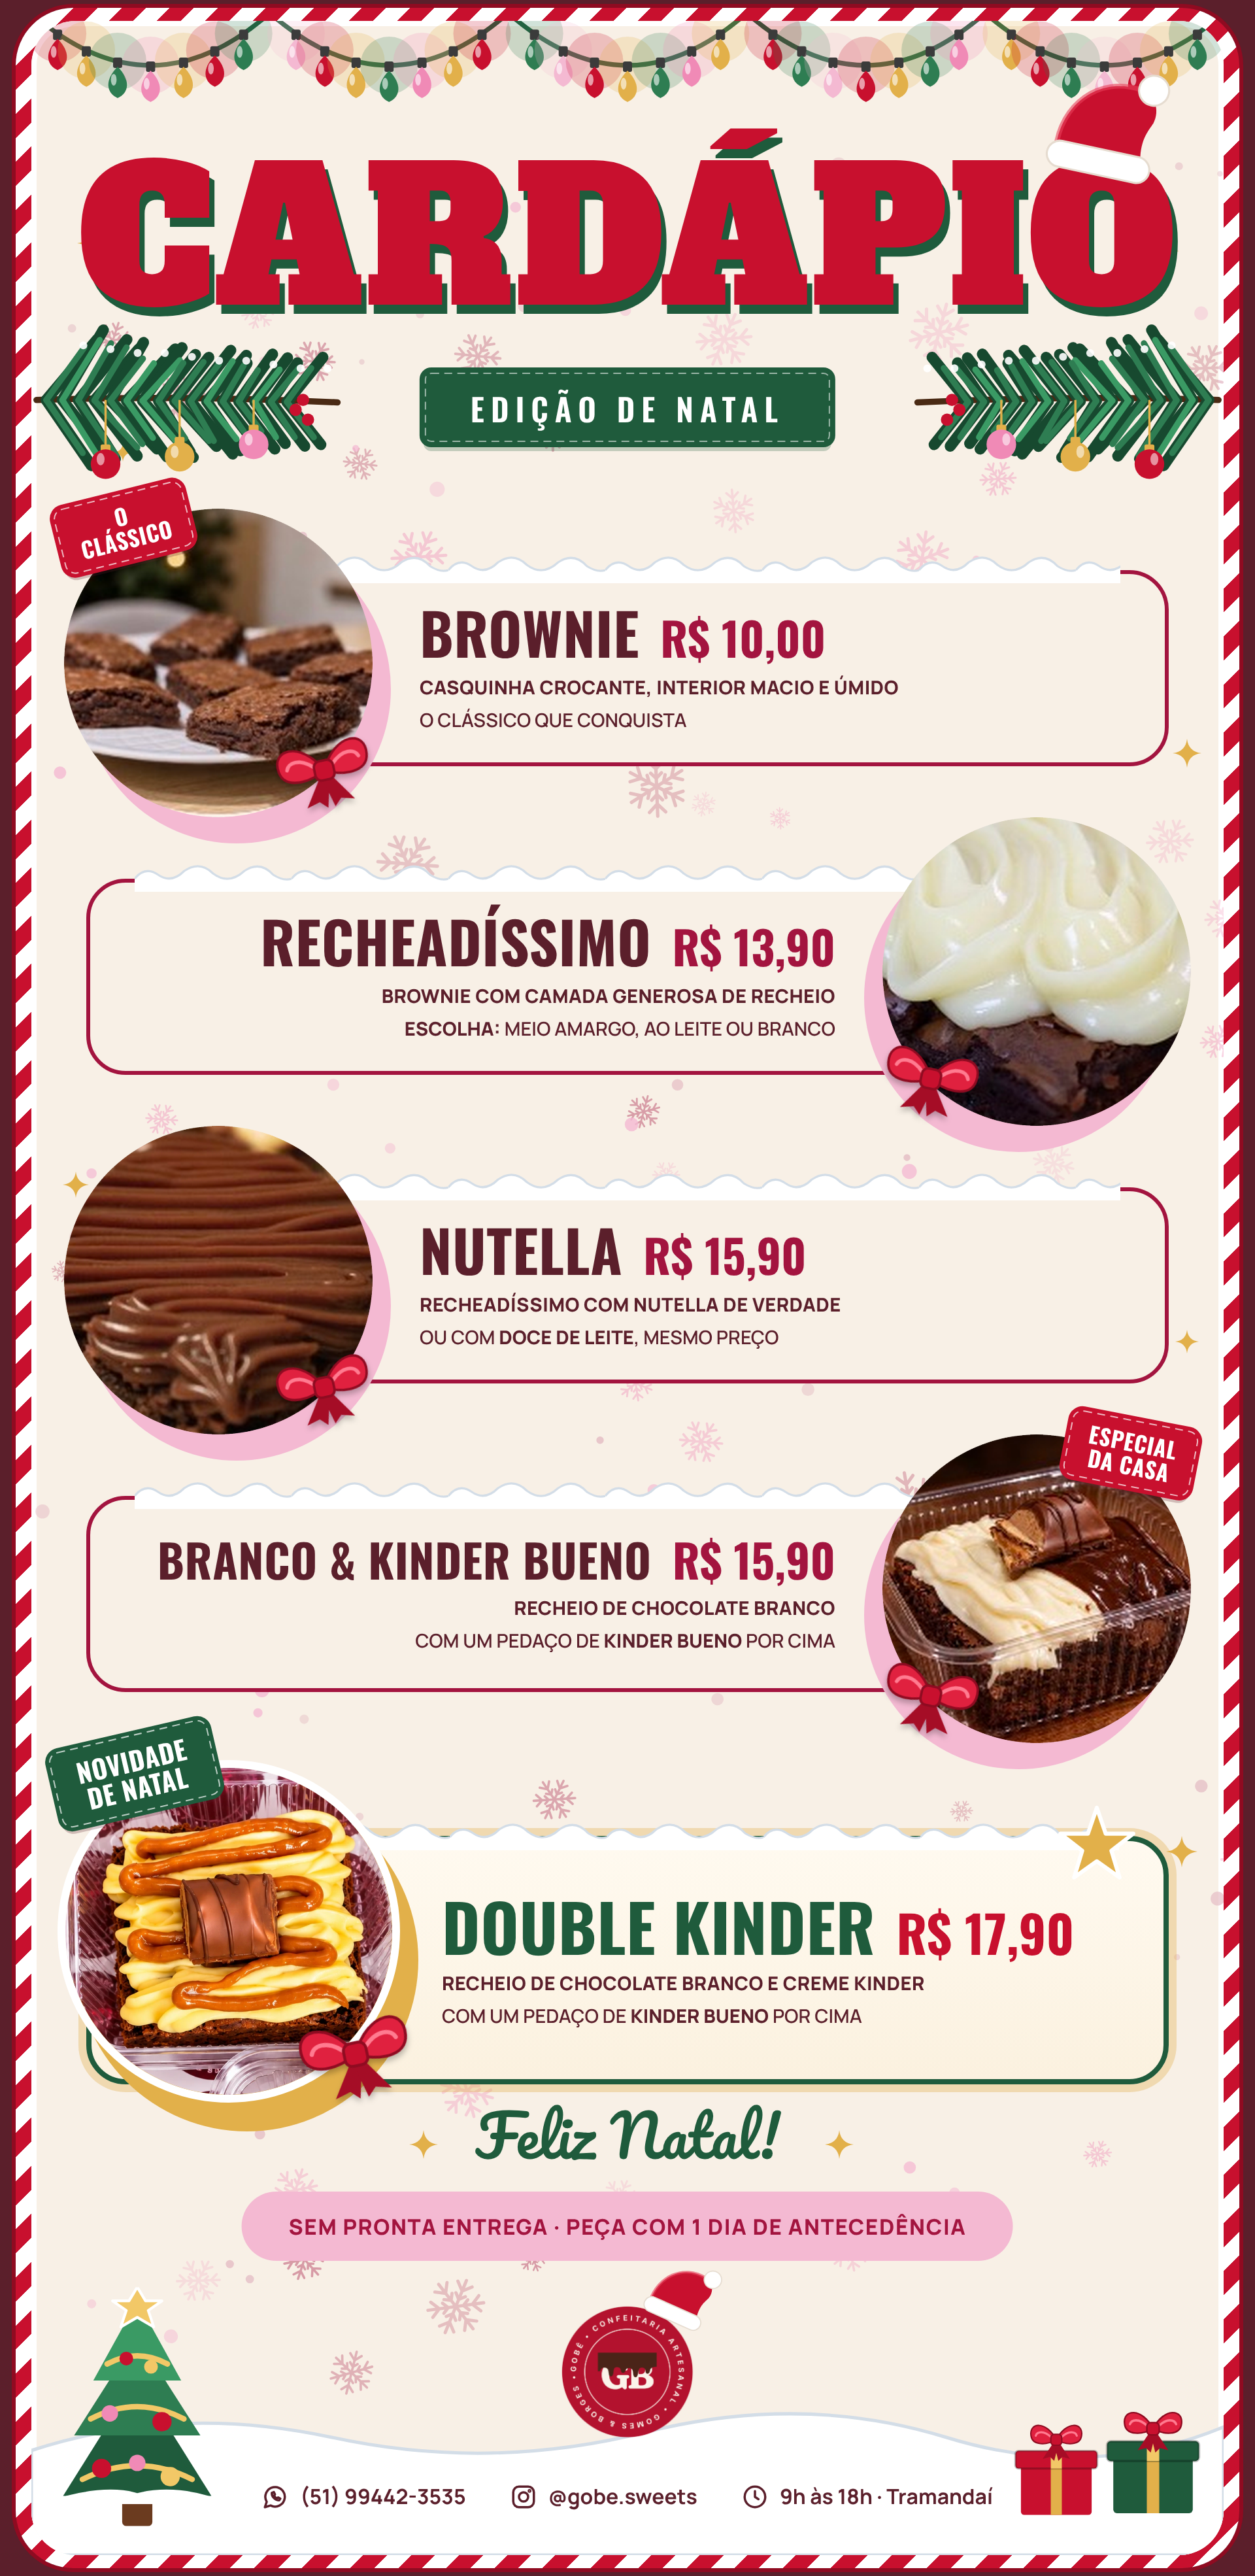 CARDÁPIO
EDIÇÃO DE NATAL
O
CLÁSSICO
BROWNIE R$ 10,00
CASQUINHA CROCANTE, INTERIOR MACIO E ÚMIDO
O CLÁSSICO QUE CONQUISTA
RECHEADÍSSIMO R$ 13,90
BROWNIE COM CAMADA GENEROSA DE RECHEIO
ESCOLHA: MEIO AMARGO, AO LEITE OU BRANCO
NUTELLA R$ 15,90
RECHEADÍSSIMO COM NUTELLA DE VERDADE
OU COM DOCE DE LEITE, MESMO PREÇO
ESPECIAL
DA CASA
BRANCO & KINDER BUENO R$ 15,90
RECHEIO DE CHOCOLATE BRANCO
COM UM PEDAÇO DE KINDER BUENO POR CIMA
NOVIDADE
DE NATAL
DOUBLE KINDER R$ 17,90
RECHEIO DE CHOCOLATE BRANCO E CREME KINDER
COM UM PEDAÇO DE KINDER BUENO POR CIMA
Feliz Natal!
SEM PRONTA ENTREGA · PEÇA COM 1 DIA DE ANTECEDÊNCIA
GOBÊ • CONFEITARIA ARTESANAL • GOMES & BORGES •
GB
(51) 99442-3535 @gobe.sweets 9h às 18h · Tramandaí